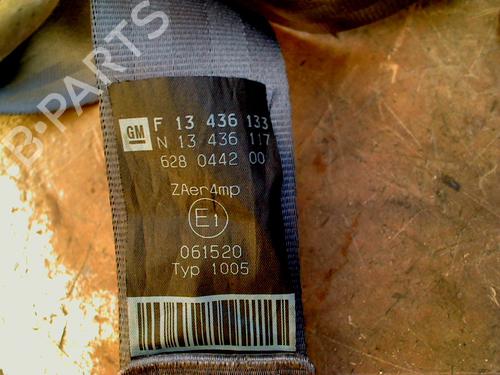 B-PARTS
GM F 13 436 133
N 13 436 117
628 0442 00
ZAer4mp
E1
061520
Typ 1005